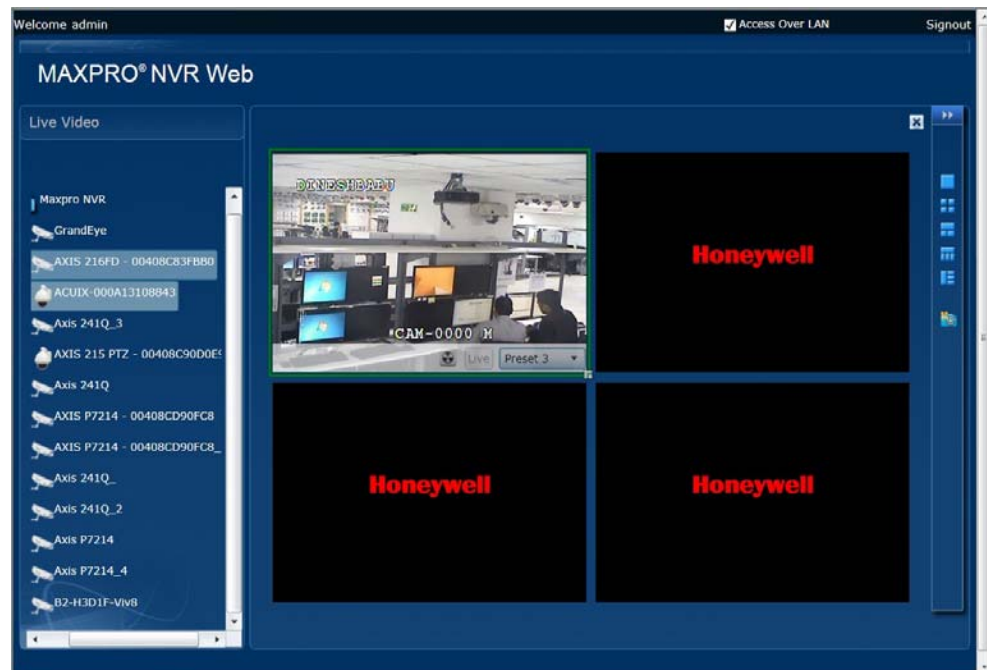 Welcome admin
Access Over LAN
Signout
MAXPRO® NVR Web
Live Video
Maxpro NVR
GrandEye
AXIS 216FD - 00408C83FBB0
ACUIX-000A13108843
Axis 241Q_3
AXIS 215 PTZ - 00408C90D0E
Axis 241Q
AXIS P7214 - 00408CD90FC8
AXIS P7214 - 00408CD90FC8_
Axis 241Q_
Axis 241Q_2
Axis P7214
Axis P7214_4
B2-H3D1F-Viv8
DINESHBABU
CAM-0000 M
Live
Preset 3
Honeywell
Honeywell
Honeywell